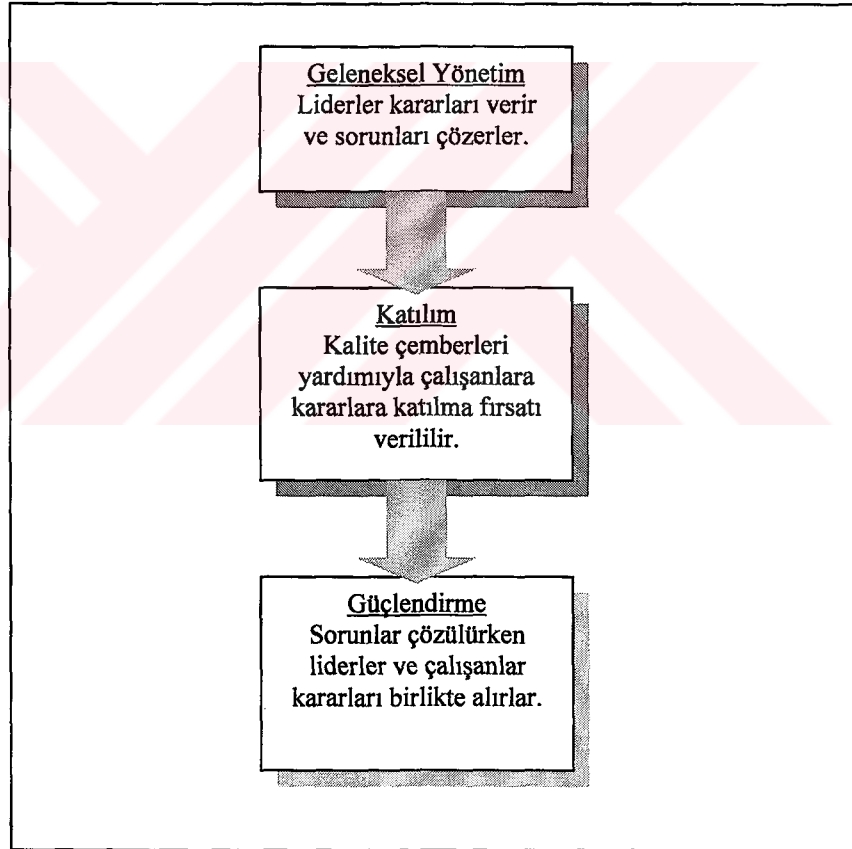 Geleneksel Yönetim
Liderler kararları verir
ve sorunları çözerler.
Katılım
Kalite çemberleri
yardımıyla çalışanlara
kararlara katılma fırsatı
verililir.
Güçlendirme
Sorunlar çözülürken
liderler ve çalışanlar
kararları birlikte alırlar.